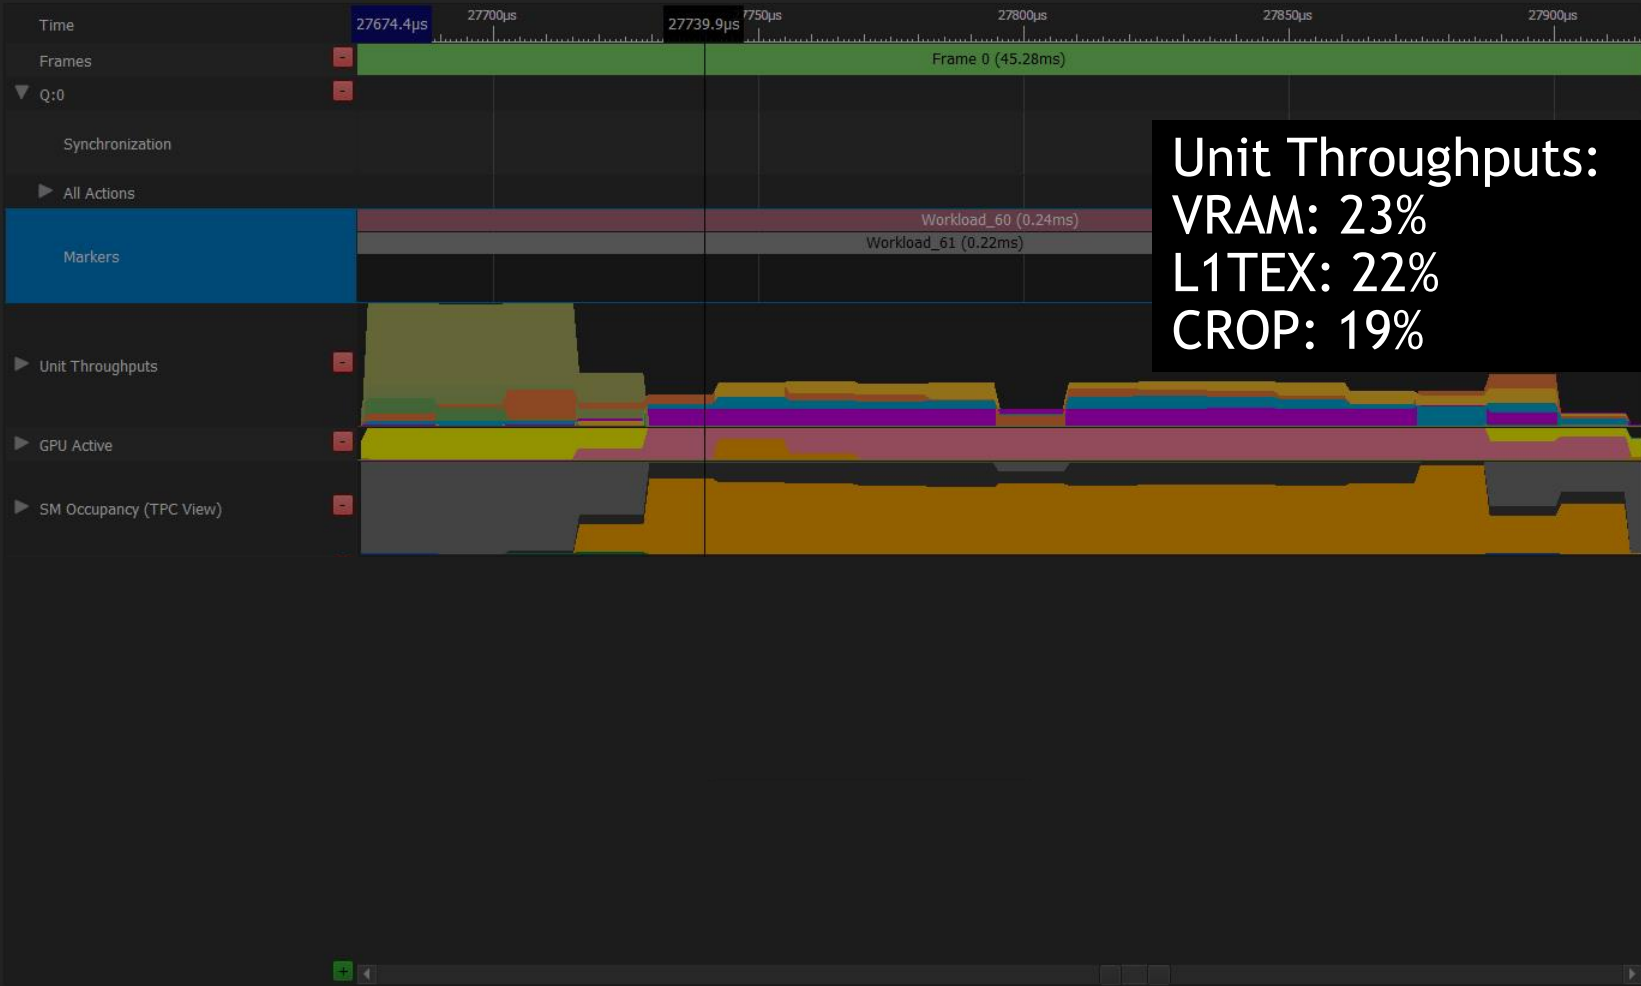 Time
27674.4µs
27700µs
27739.9µs
7750µs
27800µs
27850µs
27900µs
Frames
-
Frame 0 (45.28ms)
Q:0
-
Synchronization
All Actions
Workload_60 (0.24ms)
Markers
Workload_61 (0.22ms)
Unit Throughputs:
VRAM: 23%
L1TEX: 22%
CROP: 19%
Unit Throughputs
-
GPU Active
-
SM Occupancy (TPC View)
-
+